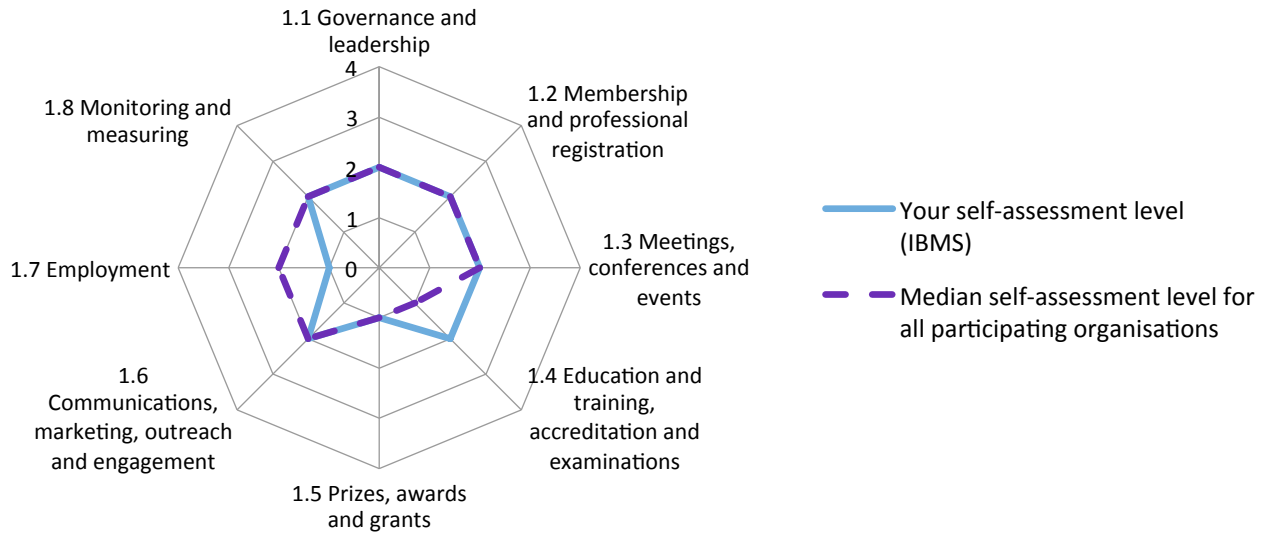 1.1 Governance and
leadership
4
3
2
1
0
1.2 Membership
and professional
registration
1.3 Meetings,
conferences and
events
1.4 Education and
training,
accreditation and
examinations
1.5 Prizes, awards
and grants
1.6
Communications,
marketing, outreach
and engagement
1.7 Employment
1.8 Monitoring and
measuring
Your self-assessment level
(IBMS)
Median self-assessment level for
all participating organisations